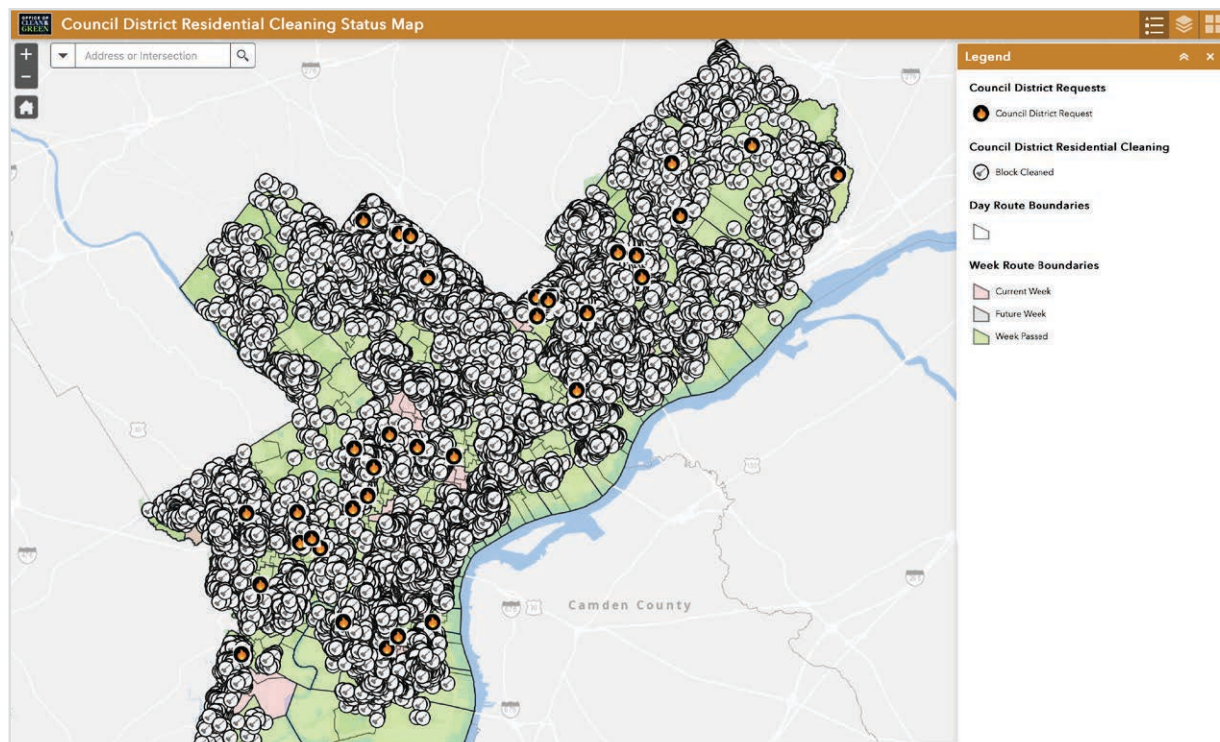 OFFICE OF
CLEAN &
GREEN
Council District Residential Cleaning Status Map
+
Address or Intersection
−
Legend
Council District Requests
Council District Request
Council District Residential Cleaning
Block Cleaned
Day Route Boundaries
Week Route Boundaries
Current Week
Future Week
Week Passed
276
Camden County